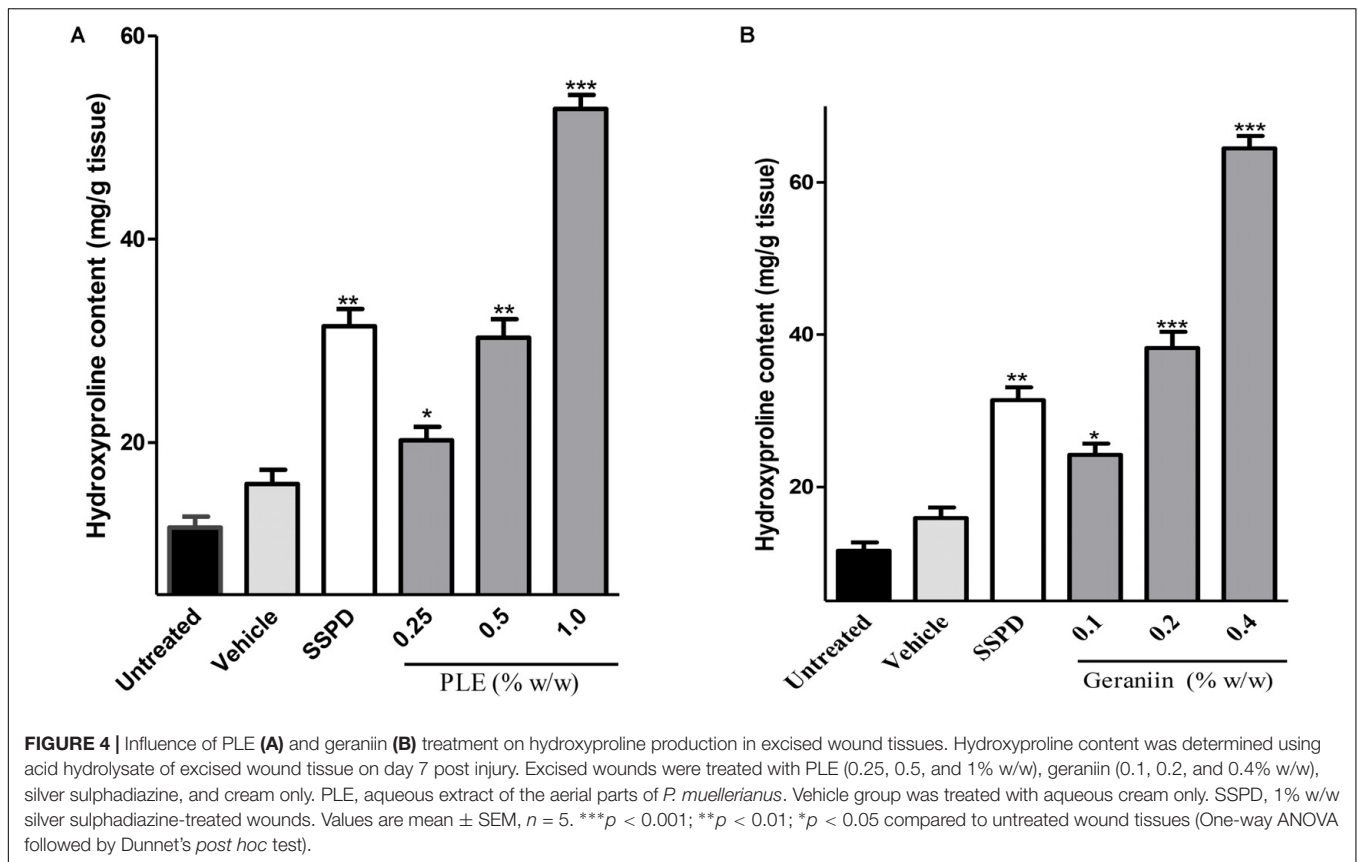 A
Hydroxyproline content (mg/g tissue)
60
40
20
***
**
**
*
Untreated
Vehicle
SSPD
0.25
0.5
1.0
PLE (% w/w)
B
Hydroxyproline content (mg/g tissue)
60
40
20
***
***
**
*
Untreated
Vehicle
SSPD
0.1
0.2
0.4
Geraniin (% w/w)
FIGURE 4 | Influence of PLE (A) and geraniin (B) treatment on hydroxyproline production in excised wound tissues. Hydroxyproline content was determined using
acid hydrolysate of excised wound tissue on day 7 post injury. Excised wounds were treated with PLE (0.25, 0.5, and 1% w/w), geraniin (0.1, 0.2, and 0.4% w/w),
silver sulphadiazine, and cream only. PLE, aqueous extract of the aerial parts of P. muellerianus. Vehicle group was treated with aqueous cream only. SSPD, 1% w/w
silver sulphadiazine-treated wounds. Values are mean ± SEM, n = 5. ***p < 0.001; **p < 0.01; *p < 0.05 compared to untreated wound tissues (One-way ANOVA
followed by Dunnet's post hoc test).